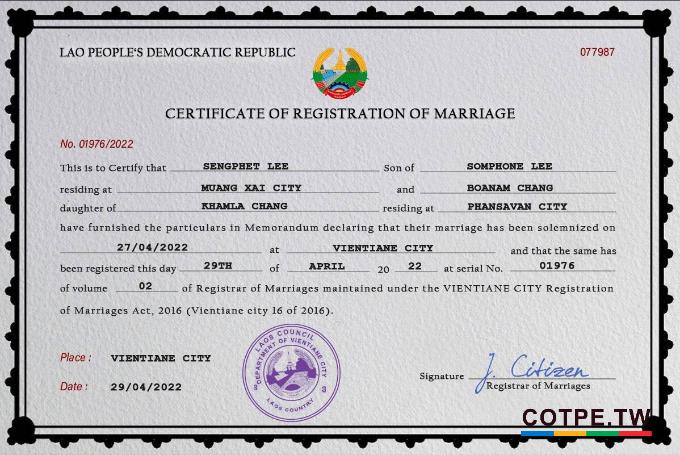 LAO PEOPLE'S DEMOCRATIC REPUBLIC 077987
CERTIFICATE OF REGISTRATION OF MARRIAGE
No. 01976/2022
This is to Certify that SENGPHET LEE Son of SOMPHONE LEE
residing at MUANG XAI CITY and BOANAM CHANG
daughter of KHAMLA CHANG residing at PHANSAVAN CITY
have furnished the particulars in Memorandum declaring that their marriage has been solemnized on
27/04/2022 at VIENTIANE CITY and that the same has
been registered this day 29TH of APRIL 20 22 at serial No. 01976
of volume 02 of Registrar of Marriages maintained under the VIENTIANE CITY Registration
of Marriages Act, 2016 (Vientiane city 16 of 2016).
LAOS COUNCIL
DEPARTMENT OF VIENTIANE CITY
LAOS COUNTRY
Place : VIENTIANE CITY
Date : 29/04/2022
Signature J. Citizen
Registrar of Marriages
COTPE.TW